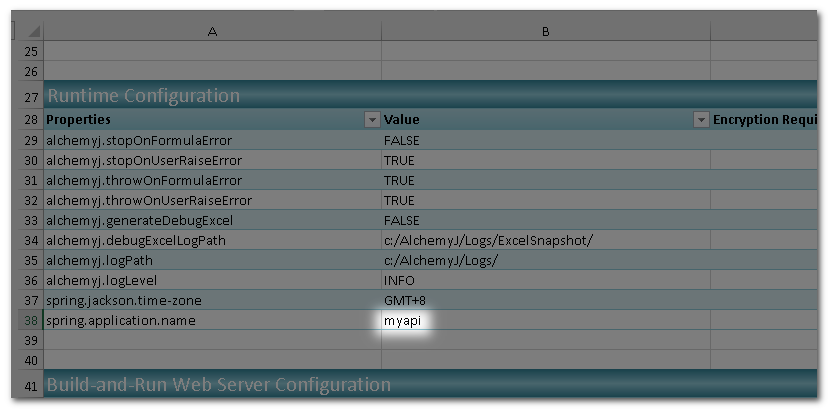 A B
25
26
27 Runtime Configuration
28 Properties Value Encryption Requi
29 alchemyj.stopOnFormulaError FALSE
30 alchemyj.stopOnUserRaiseError TRUE
31 alchemyj.throwOnFormulaError TRUE
32 alchemyj.throwOnUserRaiseError TRUE
33 alchemyj.generateDebugExcel FALSE
34 alchemyj.debugExcelLogPath c:/AlchemyJ/Logs/ExcelSnapshot/
35 alchemyj.logPath c:/AlchemyJ/Logs/
36 alchemyj.logLevel INFO
37 spring.jackson.time-zone GMT+8
38 spring.application.name myapi
39
40
41 Build-and-Run Web Server Configuration